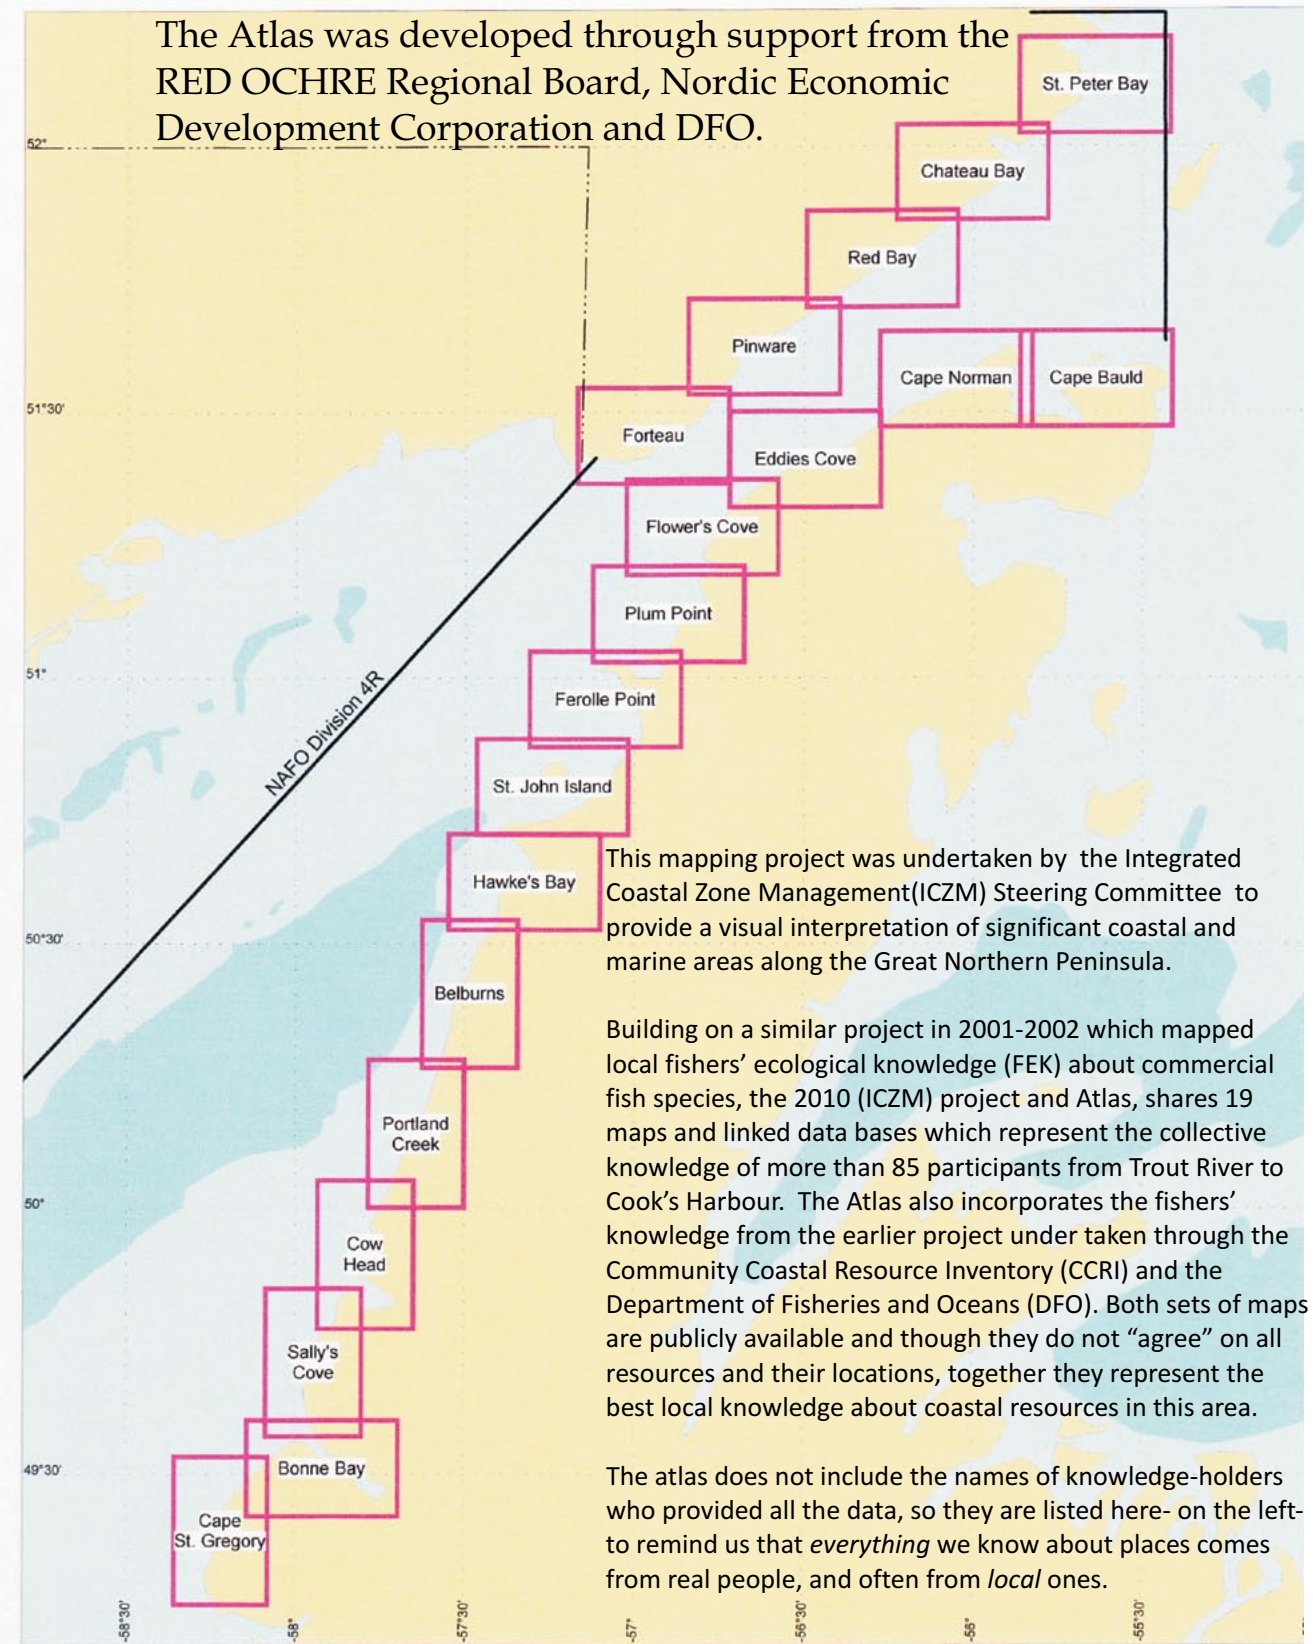 The Atlas was developed through support from the
RED OCHRE Regional Board, Nordic Economic
Development Corporation and DFO.
St. Peter Bay
52°
Chateau Bay
Red Bay
Pinware
Cape Norman
Cape Bauld
51°30'
Forteau
Eddies Cove
Flower's Cove
Plum Point
51°
Ferolle Point
NAFO Division 4R
St. John Island
Hawke's Bay
50°30'
Belburns
Portland
Creek
50°
Cow
Head
Sally's
Cove
49°30'
Bonne Bay
Cape
St. Gregory
This mapping project was undertaken by the Integrated
Coastal Zone Management(ICZM) Steering Committee to
provide a visual interpretation of significant coastal and
marine areas along the Great Northern Peninsula.
Building on a similar project in 2001-2002 which mapped
local fishers’ ecological knowledge (FEK) about commercial
fish species, the 2010 (ICZM) project and Atlas, shares 19
maps and linked data bases which represent the collective
knowledge of more than 85 participants from Trout River to
Cook’s Harbour. The Atlas also incorporates the fishers’
knowledge from the earlier project under taken through the
Community Coastal Resource Inventory (CCRI) and the
Department of Fisheries and Oceans (DFO). Both sets of maps
are publicly available and though they do not “agree” on all
resources and their locations, together they represent the
best local knowledge about coastal resources in this area.
The atlas does not include the names of knowledge-holders
who provided all the data, so they are listed here- on the left-
to remind us that everything we know about places comes
from real people, and often from local ones.
-58°30'
-58°
-57°30'
-57°
-56°30'
-56°
-55°30'